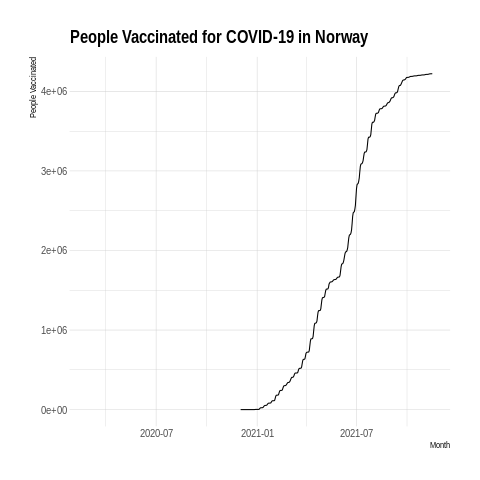 People Vaccinated for COVID-19 in Norway
People Vaccinated
4e+06
3e+06
2e+06
1e+06
0e+00
2020-07 2021-01 2021-07
Month